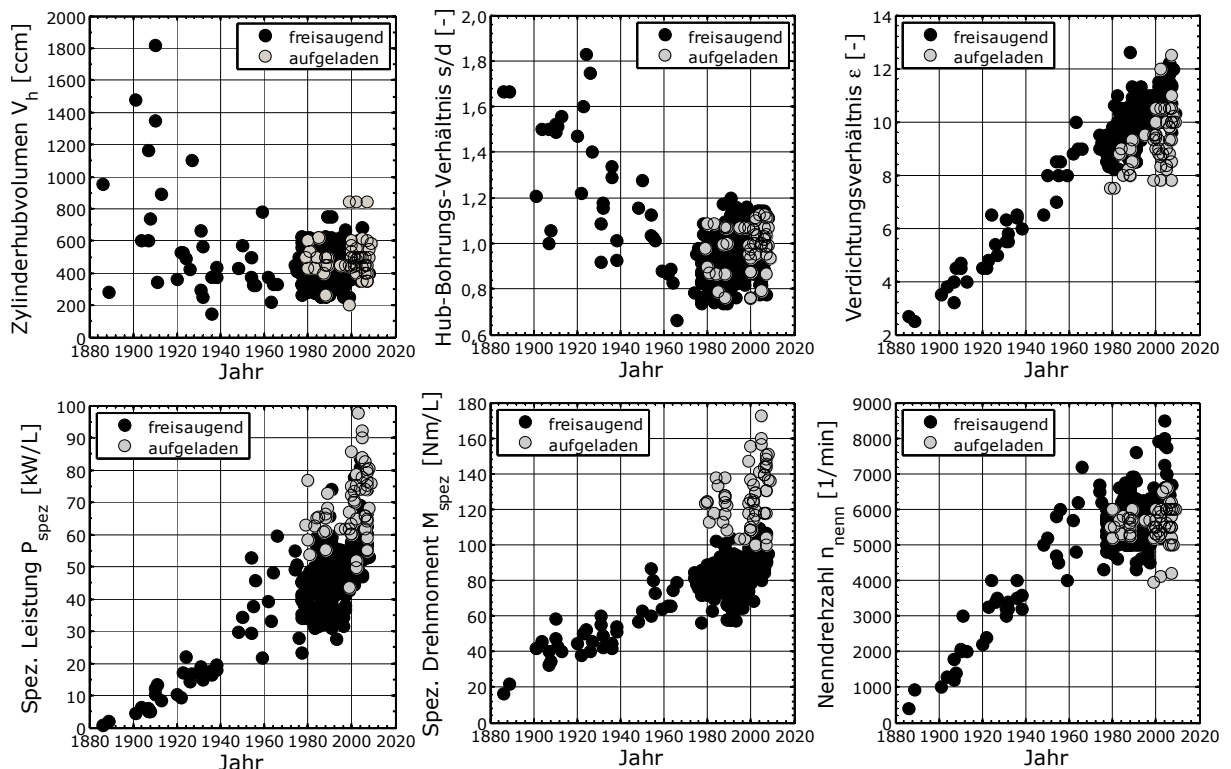 Zylinderhubvolumen V_h [ccm]
2000
1800
1600
1400
1200
1000
800
600
400
200
0
freisaugend
aufgeladen
1880 1900 1920 1940 1960 1980 2000 2020
Jahr
Hub-Bohrungs-Verhältnis s/d [-]
2,0
1,8
1,6
1,4
1,2
1,0
0,8
0,6
freisaugend
aufgeladen
1880 1900 1920 1940 1960 1980 2000 2020
Jahr
Verdichtungsverhältnis ε [-]
14
12
10
8
6
4
2
freisaugend
aufgeladen
1880 1900 1920 1940 1960 1980 2000 2020
Jahr
Spez. Leistung P_spez [kW/L]
100
90
80
70
60
50
40
30
20
10
0
freisaugend
aufgeladen
1880 1900 1920 1940 1960 1980 2000 2020
Jahr
Spez. Drehmoment M_spez [Nm/L]
180
160
140
120
100
80
60
40
20
0
freisaugend
aufgeladen
1880 1900 1920 1940 1960 1980 2000 2020
Jahr
Nenndrehzahl n_nenn [1/min]
9000
8000
7000
6000
5000
4000
3000
2000
1000
0
freisaugend
aufgeladen
1880 1900 1920 1940 1960 1980 2000 2020
Jahr